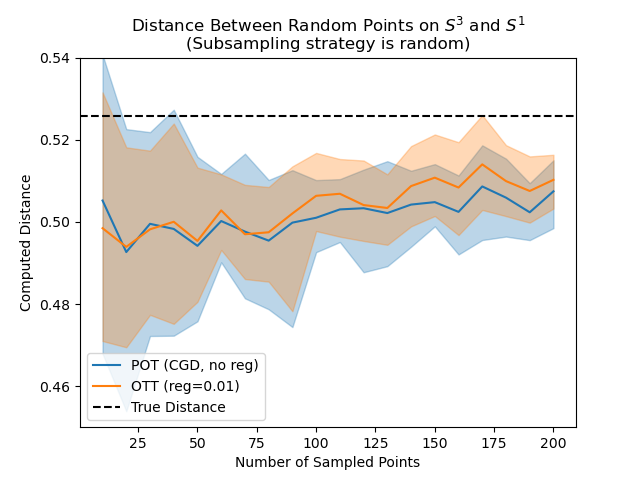 Distance Between Random Points on $S^3$ and $S^1$
(Subsampling strategy is random)
0.54
0.52
0.50
0.48
0.46
Computed Distance
POT (CGD, no reg)
OTT (reg=0.01)
True Distance
25 50 75 100 125 150 175 200
Number of Sampled Points